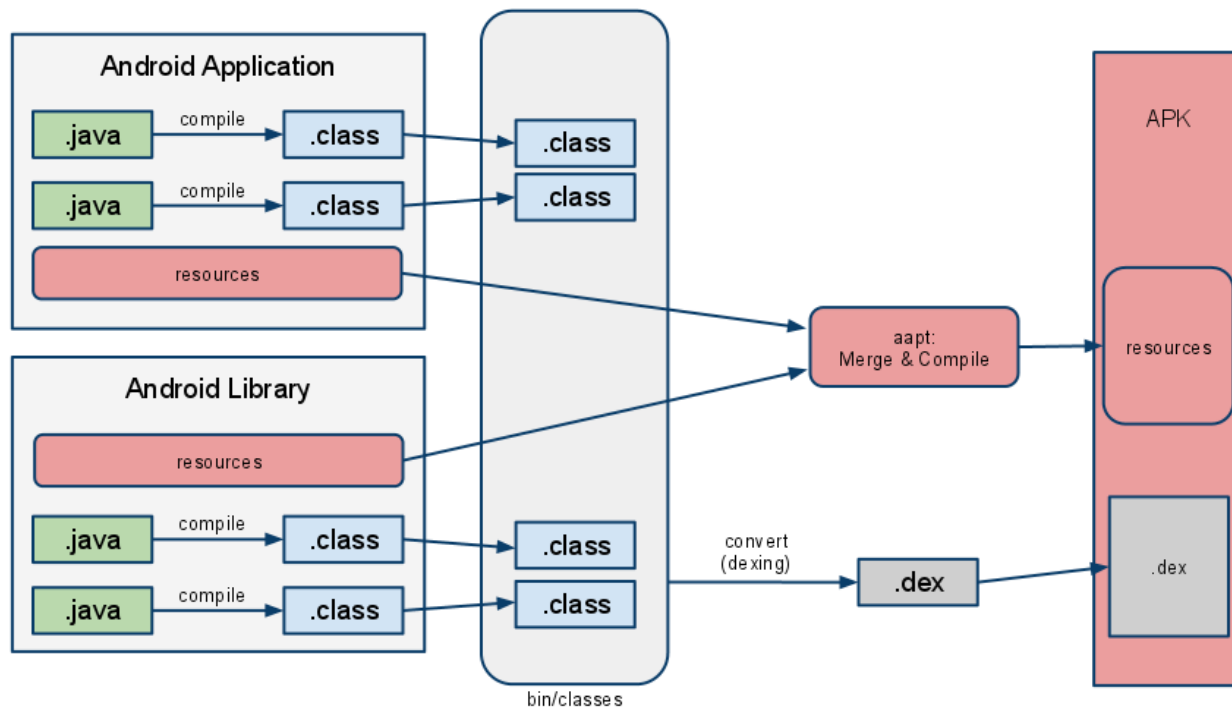 Android Application
.java
compile
.class
.class
.java
compile
.class
.class
resources
Android Library
resources
.java
compile
.class
.class
.java
compile
.class
.class
bin/classes
aapt:
Merge & Compile
convert
(dexing)
.dex
APK
resources
.dex